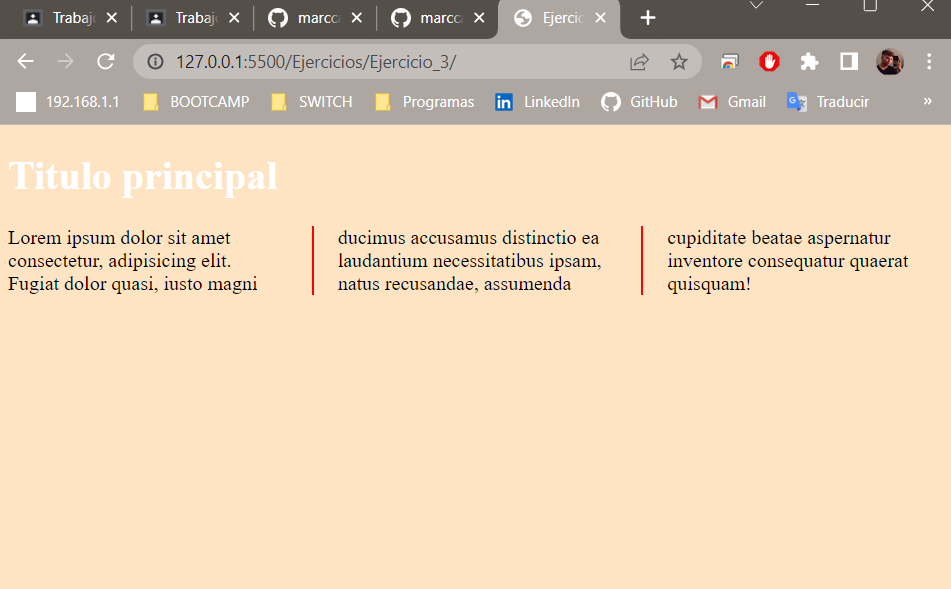 Trabaj Trabaj marcca marcca Ejercic
127.0.0.1:5500/Ejercicios/Ejercicio_3/
192.168.1.1 BOOTCAMP SWITCH Programas LinkedIn GitHub Gmail Traducir »
Titulo principal
Lorem ipsum dolor sit amet
consectetur, adipisicing elit.
Fugiat dolor quasi, iusto magni
ducimus accusamus distinctio ea
laudantium necessitatibus ipsam,
natus recusandae, assumenda
cupiditate beatae aspernatur
inventore consequatur quaerat
quisquam!